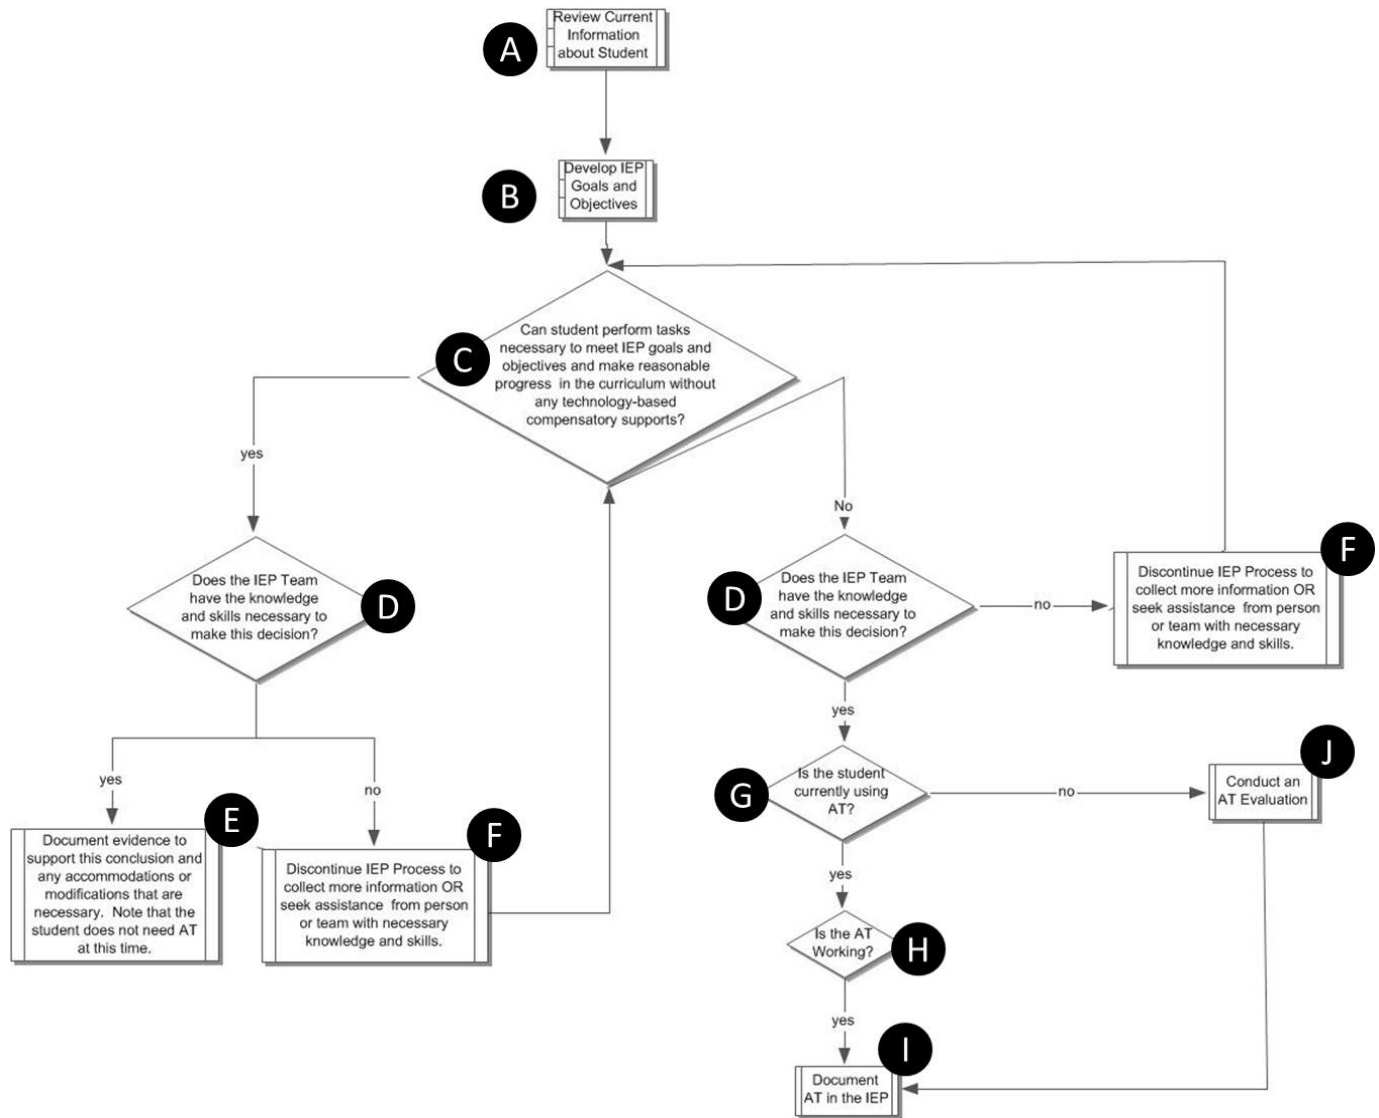 A
Review Current
Information
about Student
B
Develop IEP
Goals and
Objectives
C
Can student perform tasks
necessary to meet IEP goals and
objectives and make reasonable
progress in the curriculum without
any technology-based
compensatory supports?
yes
No
Does the IEP Team
have the knowledge
and skills necessary to
make this decision?
D
yes
no
E
Document evidence to
support this conclusion and
any accommodations or
modifications that are
necessary. Note that the
student does not need AT
at this time.
F
Discontinue IEP Process to
collect more information OR
seek assistance from person
or team with necessary
knowledge and skills.
D
Does the IEP Team
have the knowledge
and skills necessary to
make this decision?
no
F
Discontinue IEP Process to
collect more information OR
seek assistance from person
or team with necessary
knowledge and skills.
yes
G
Is the student
currently using
AT?
no
J
Conduct an
AT Evaluation
yes
Is the AT
Working?
H
yes
I
Document
AT in the IEP